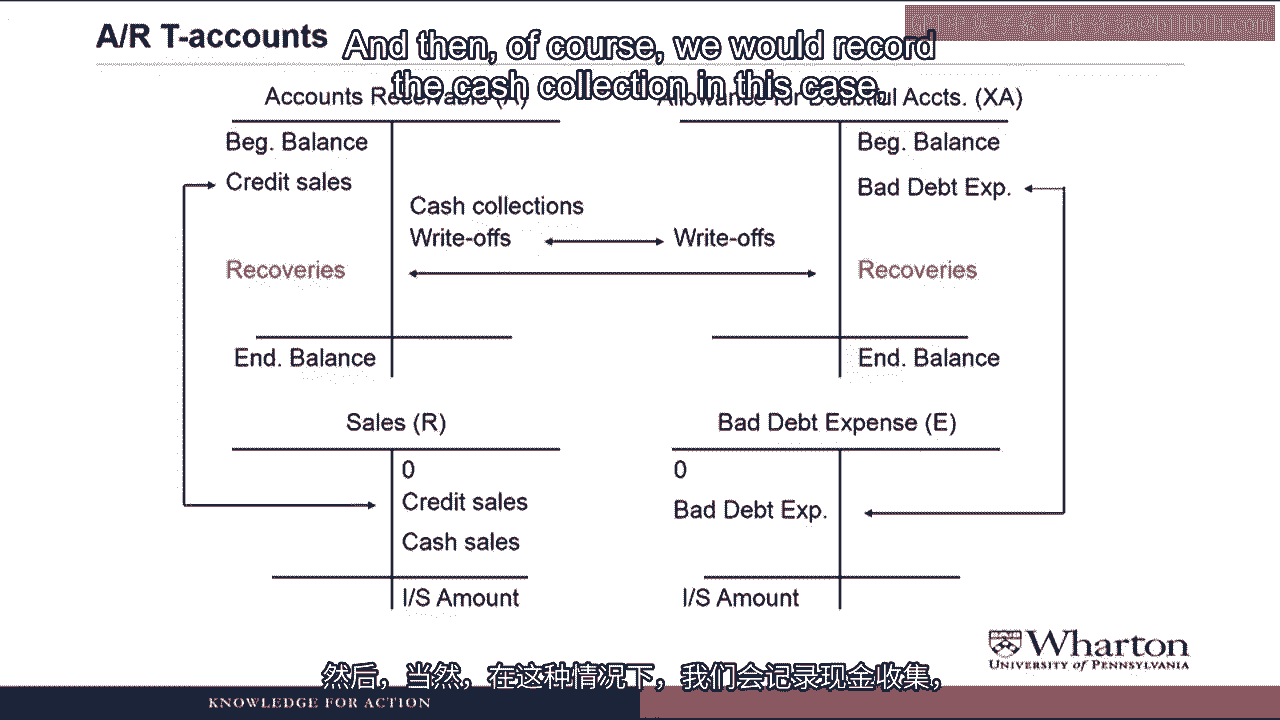 A/R T-accounts
And then, of course, we would record
the cash collection in this case,
Accounts Receivable (A)
Allowance for Doubtful Accts. (XA)
Beg. Balance
Beg. Balance
Credit sales
Bad Debt Exp.
Cash collections
Write-offs
Write-offs
Recoveries
Recoveries
End. Balance
End. Balance
Sales (R)
Bad Debt Expense (E)
0
0
Credit sales
Bad Debt Exp.
Cash sales
I/S Amount
I/S Amount
Wharton
UNIVERSITY of PENNSYLVANIA
然后，当然，在这种情况下，我们会记录现金收集，
KNOWLEDGE FOR ACTION